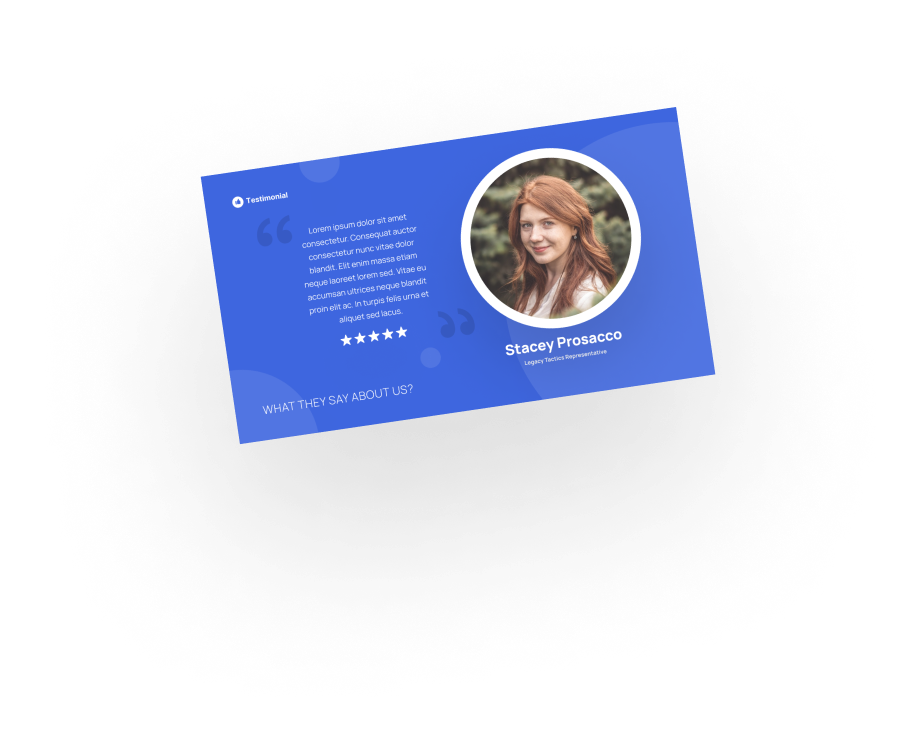 Testimonial
Lorem ipsum dolor sit amet
consectetur. Consequat auctor
consectetur nunc vitae dolor
blandit. Elit enim massa etiam
neque laoreet lorem sed. Vitae eu
accumsan ultrices neque blandit
proin elit ac. In turpis felis urna et
aliquet sed lacus.
WHAT THEY SAY ABOUT US?
Stacey Prosacco
Legacy Tactics Representative